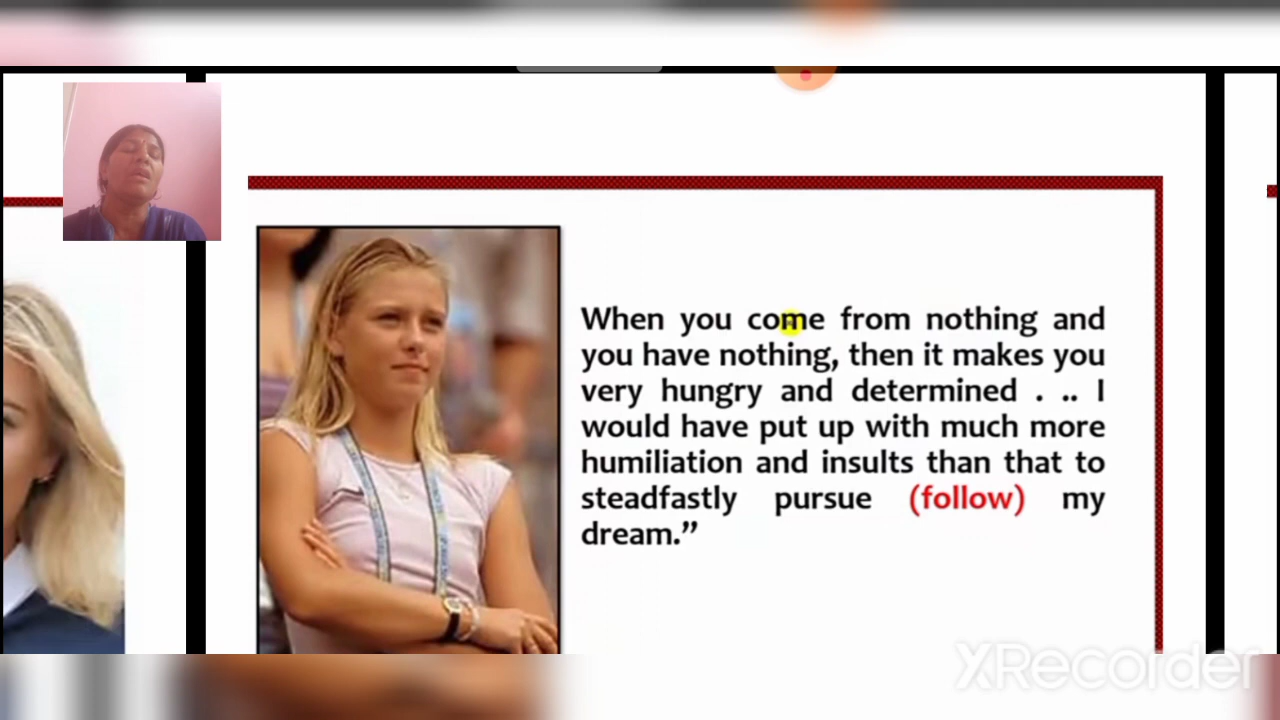 When you come from nothing and
you have nothing, then it makes you
very hungry and determined . .. I
would have put up with much more
humiliation and insults than that to
steadfastly pursue (follow) my
dream.”
XRecorder